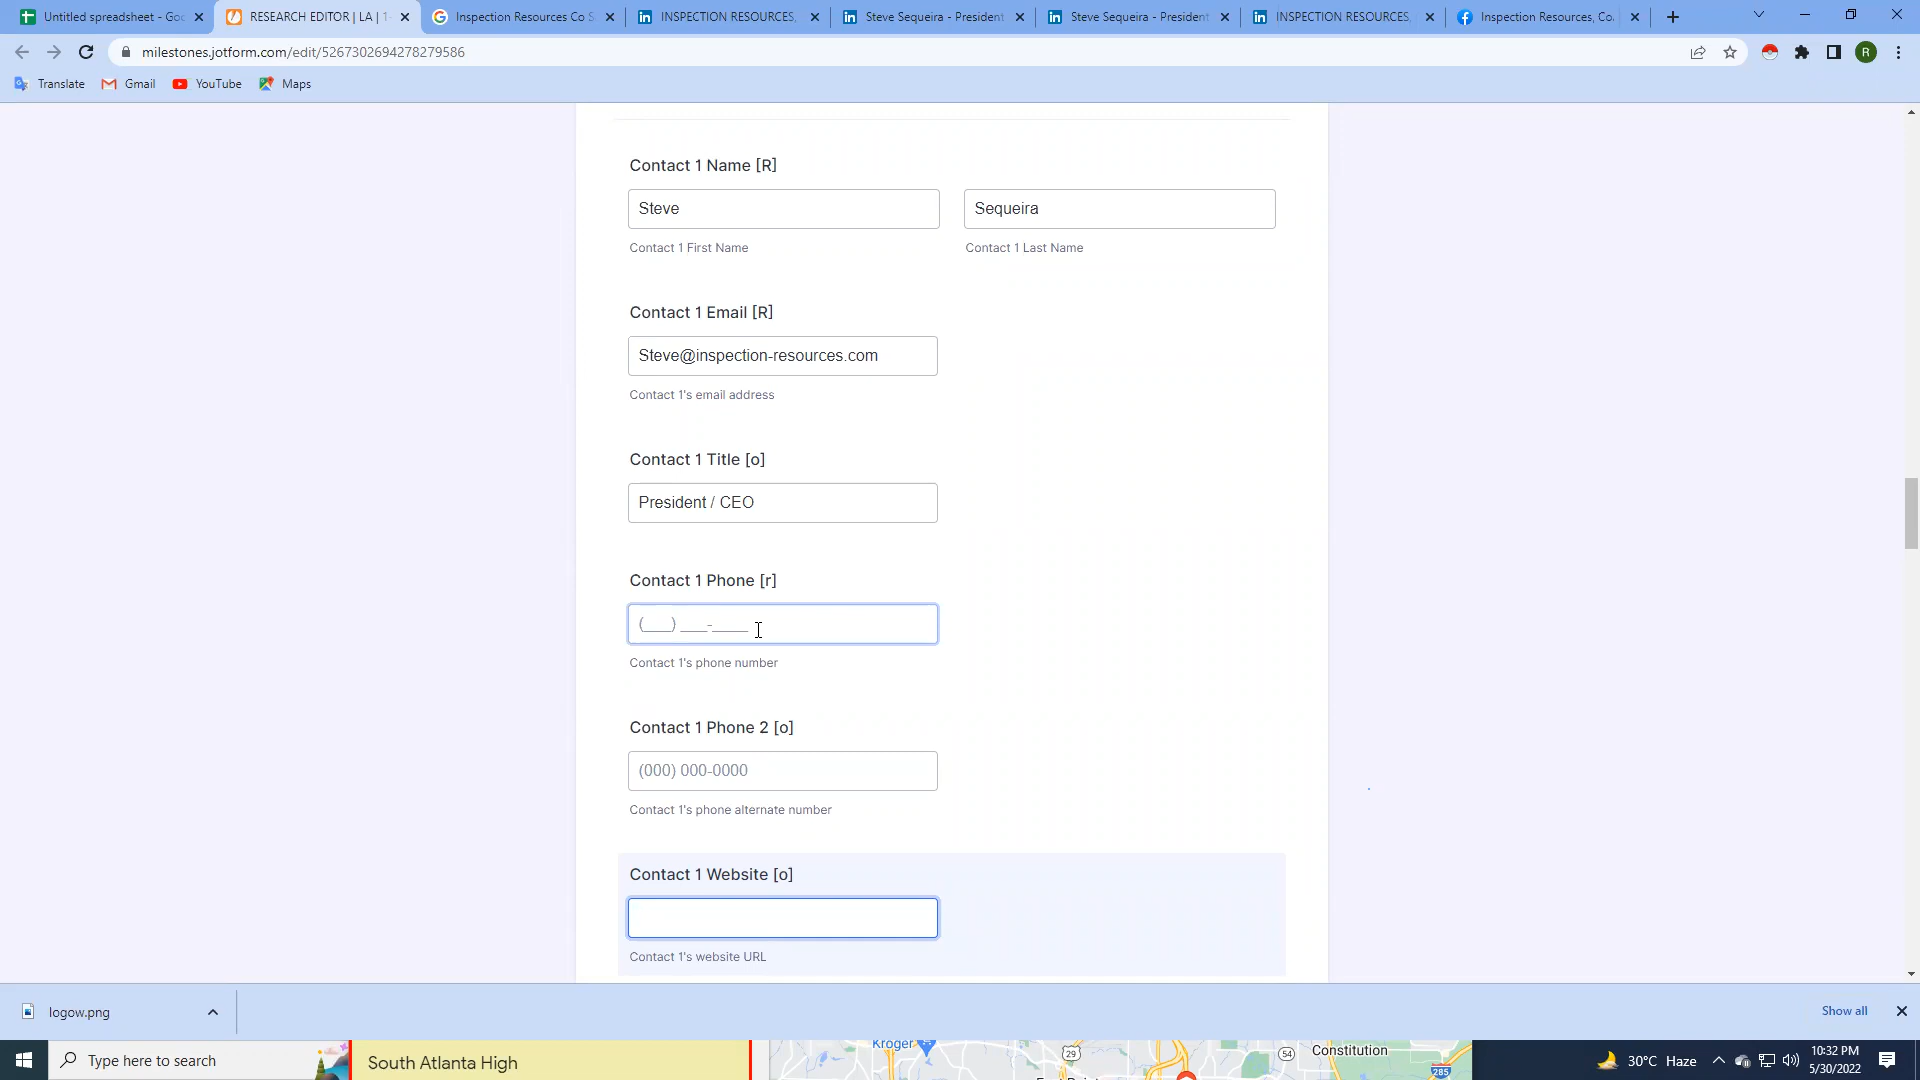 Untitled spreadsheet - Goo
RESEARCH EDITOR | LA | 1-
Inspection Resources Co S
INSPECTION RESOURCES,
Steve Sequeira - President
Steve Sequeira - President
INSPECTION RESOURCES,
Inspection Resources, Co.
milestones.jotform.com/edit/5267302694278279586
R
Translate
Gmail
YouTube
Maps
Contact 1 Name [R]
Steve
Sequeira
Contact 1 First Name
Contact 1 Last Name
Contact 1 Email [R]
Steve@inspection-resources.com
Contact 1's email address
Contact 1 Title [o]
President / CEO
Contact 1 Phone [r]
(___) ___-____
Contact 1's phone number
Contact 1 Phone 2 [o]
(000) 000-0000
Contact 1's phone alternate number
Contact 1 Website [o]
Contact 1's website URL
logow.png
Show all
Type here to search
South Atlanta High
Kroger
29
54
Constitution
285
30°C Haze
10:32 PM
5/30/2022